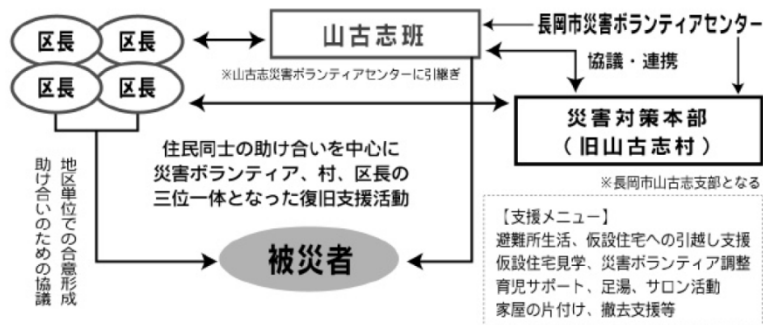 区長
区長
区長
区長
山古志班
※山古志災害ボランティアセンターに引継ぎ
長岡市災害ボランティアセンター
協議・連携
災害対策本部
(旧山古志村)
※長岡市山古志支部となる
住民同士の助け合いを中心に
災害ボランティア、村、区長の
三位一体となった復旧支援活動
地区単位での合意形成
助け合いのための協議
被災者
【支援メニュー】
避難所生活、仮設住宅への引越し支援
仮設住宅見学、災害ボランティア調整
育児サポート、足湯、サロン活動
家屋の片付け、撤去支援等